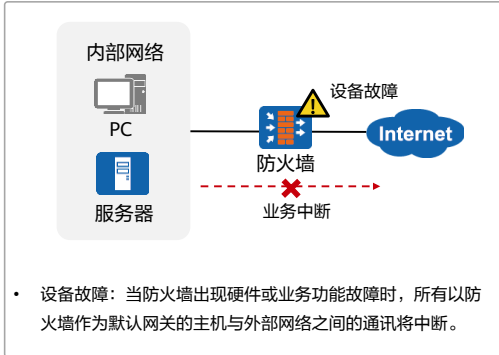 内部网络
PC
服务器
设备故障
防火墙
Internet
业务中断
• 设备故障：当防火墙出现硬件或业务功能故障时，所有以防
火墙作为默认网关的主机与外部网络之间的通讯将中断。